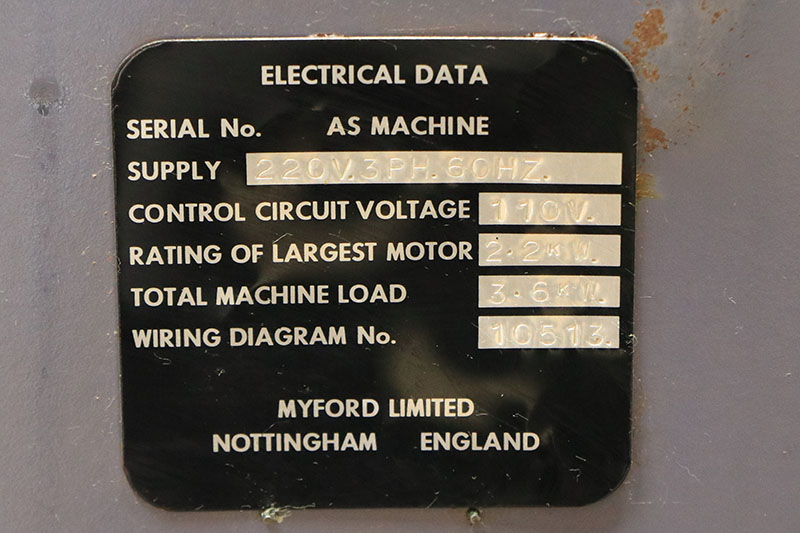 ELECTRICAL DATA
SERIAL No. AS MACHINE
SUPPLY 220V.3PH.60HZ.
CONTROL CIRCUIT VOLTAGE 110V.
RATING OF LARGEST MOTOR 2·2KW.
TOTAL MACHINE LOAD 3·6KW.
WIRING DIAGRAM No. 10513.
MYFORD LIMITED
NOTTINGHAM ENGLAND